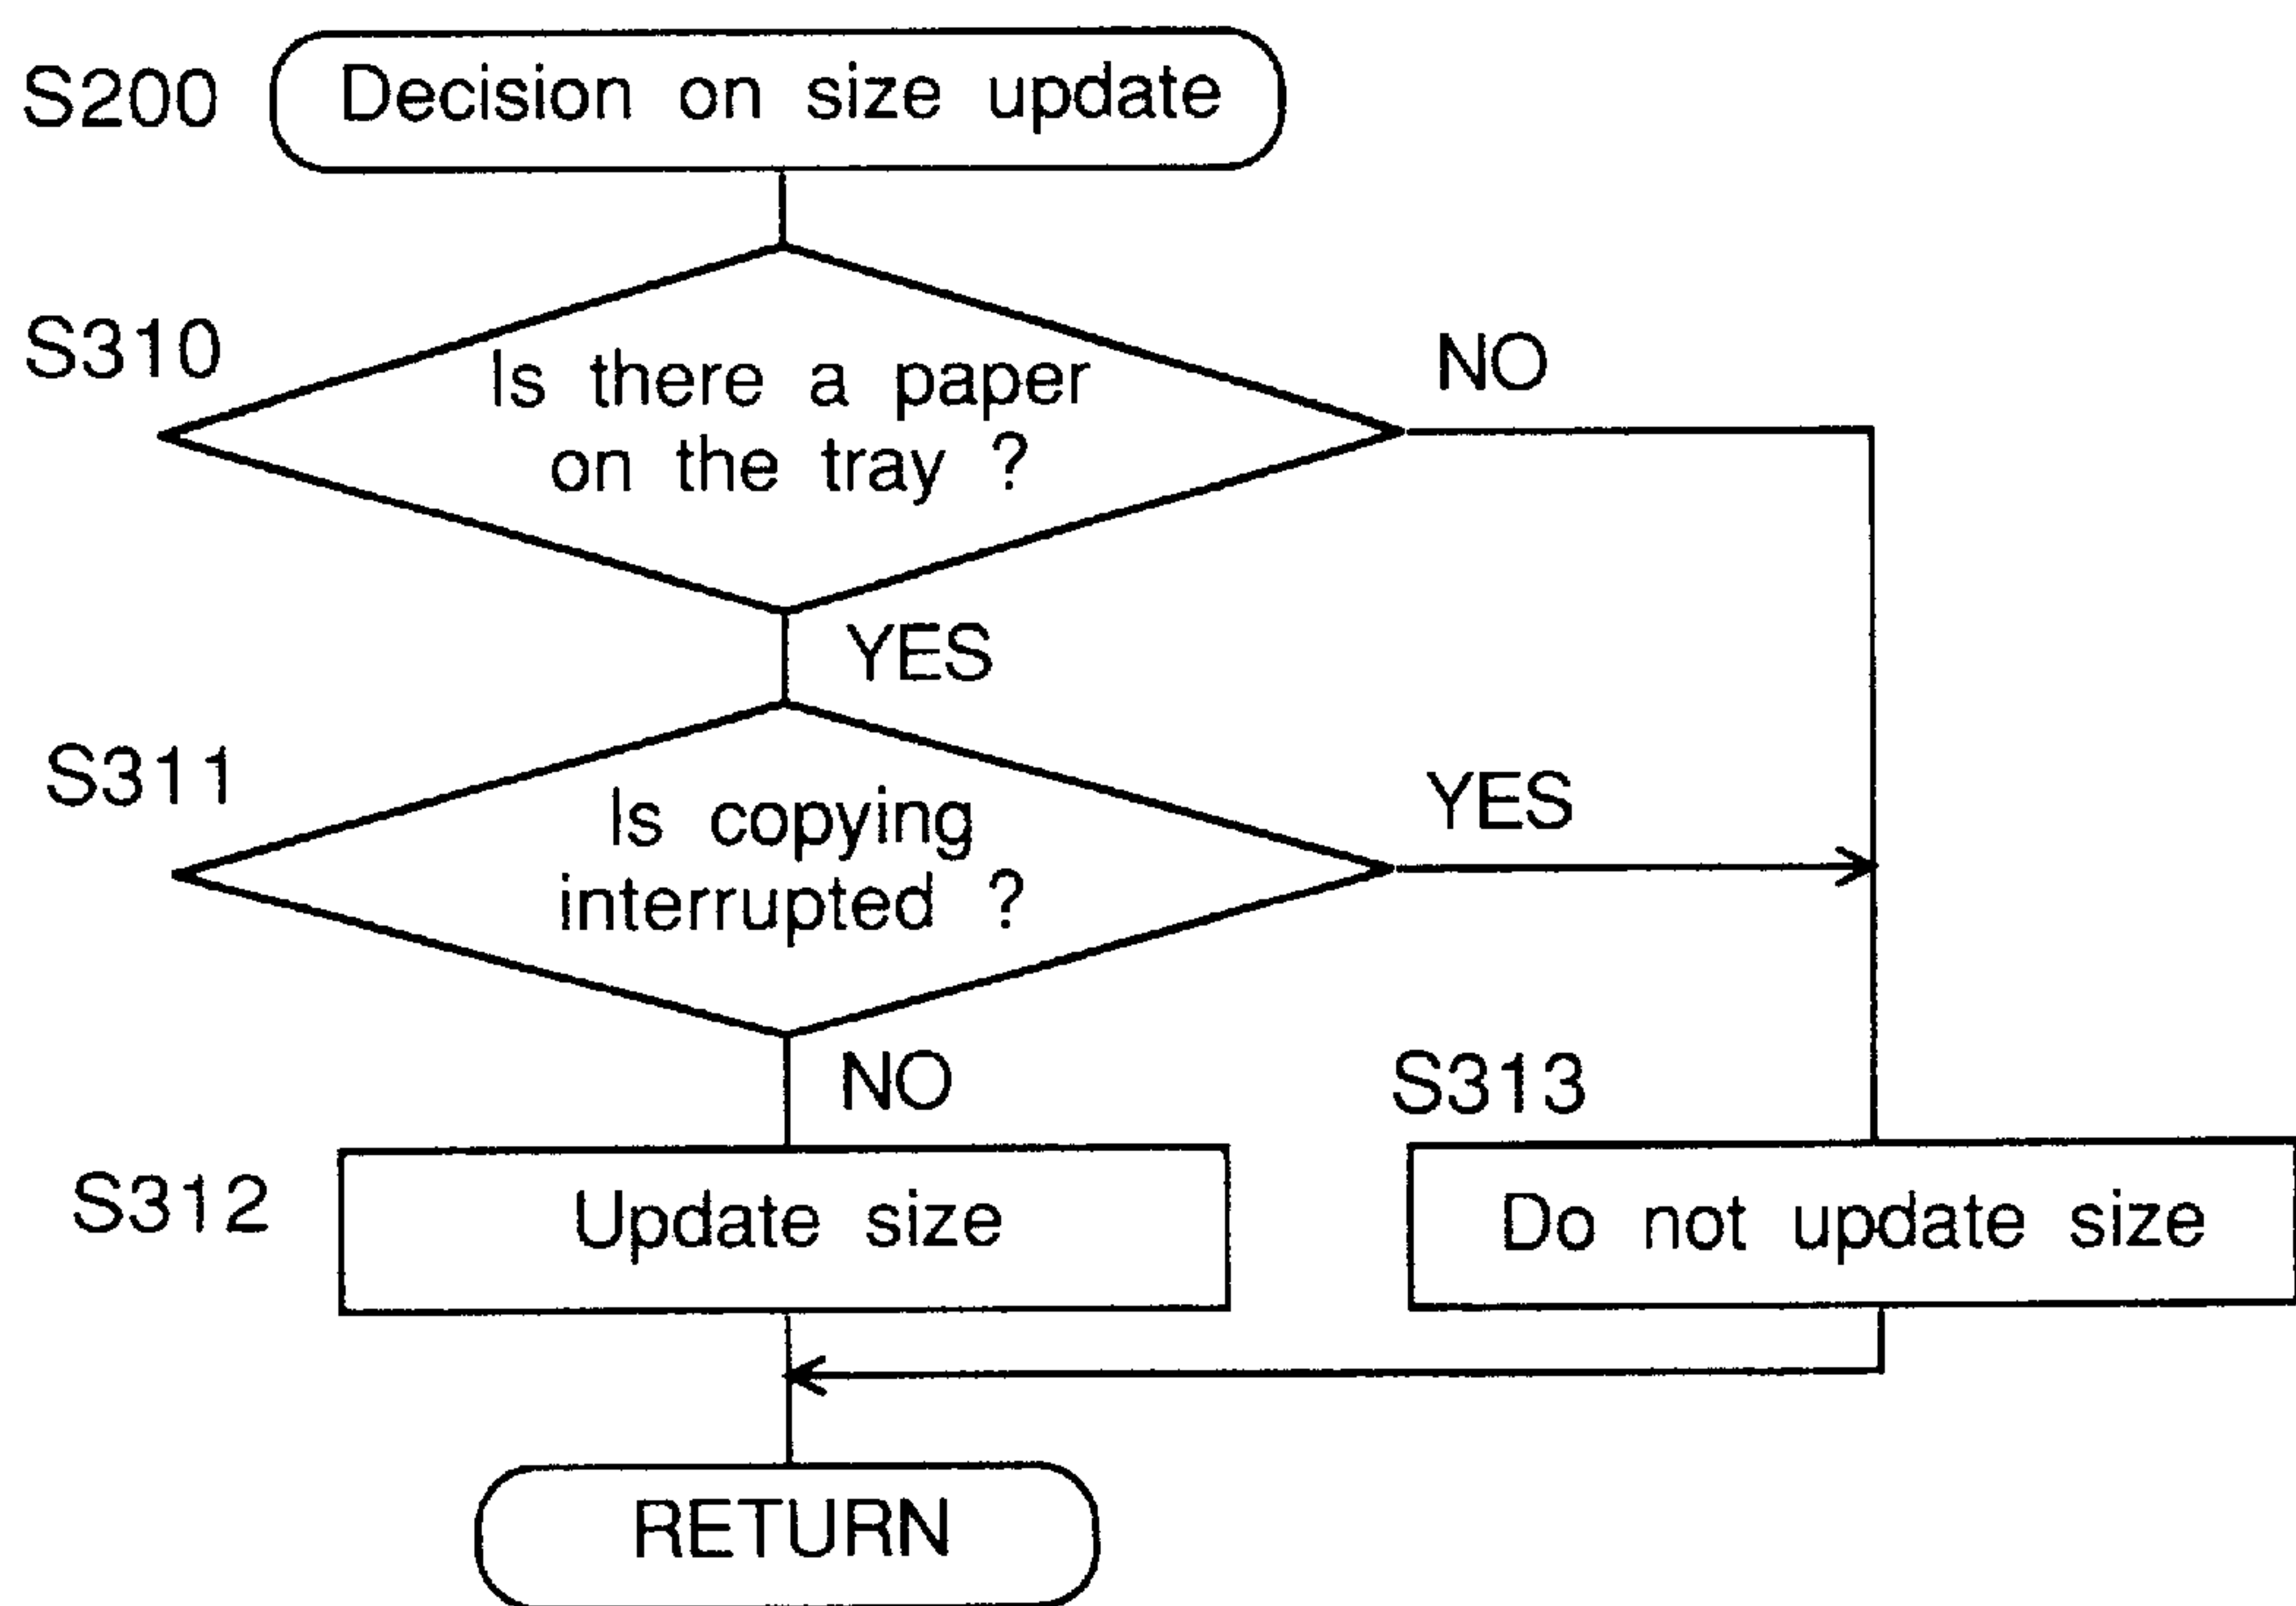 S200
Decision on size update
S310
Is there a paper
on the tray ?
NO
YES
S311
Is copying
interrupted ?
YES
NO
S313
S312
Update size
Do not update size
RETURN